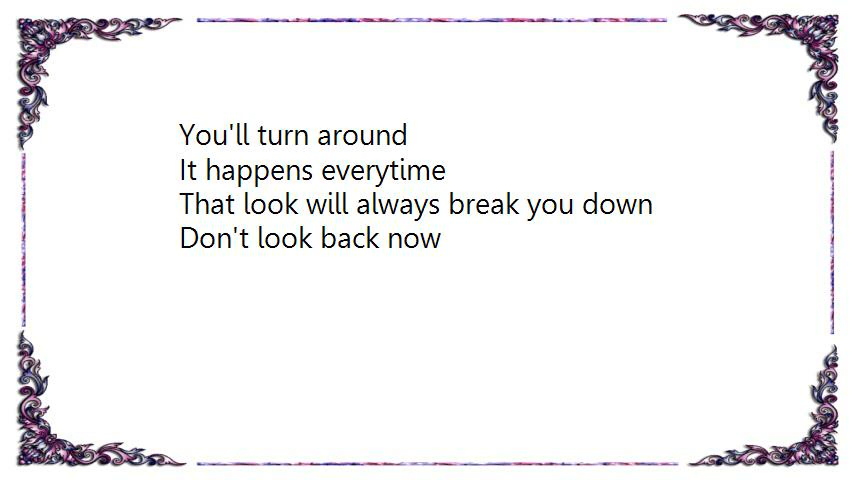 You'll turn around
It happens everytime
That look will always break you down
Don't look back now